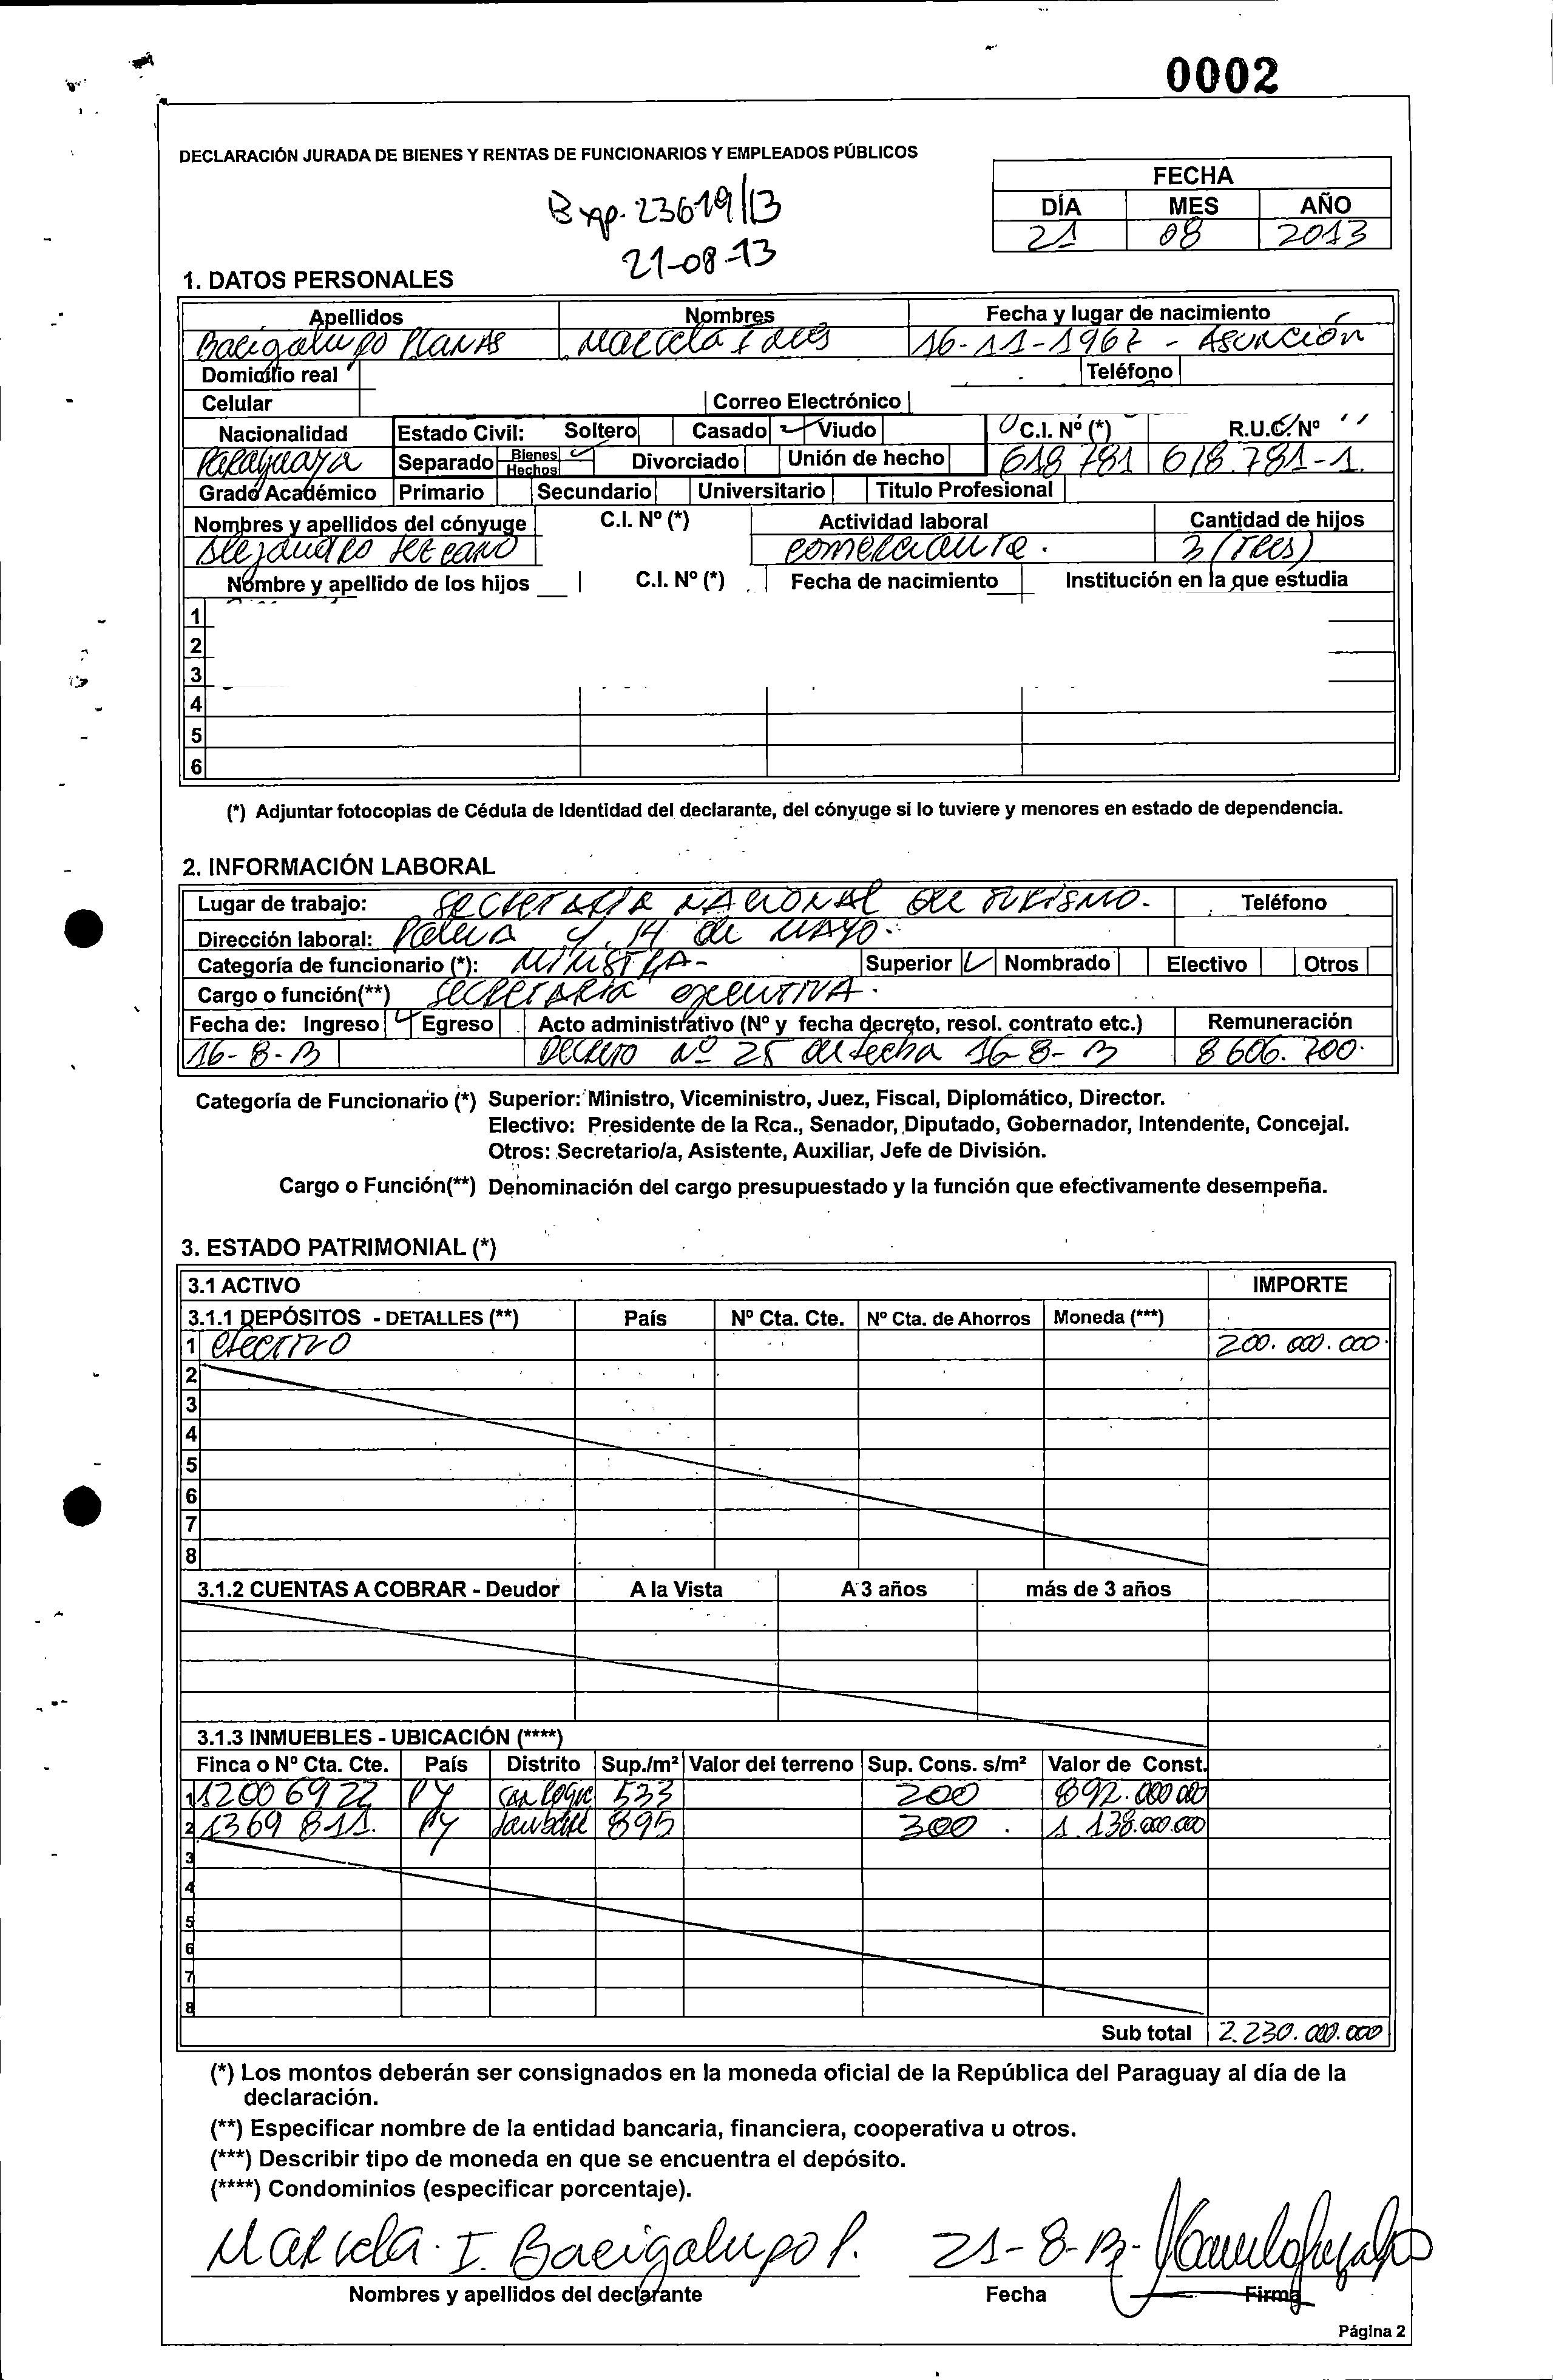 0002
DECLARACIÓN JURADA DE BIENES Y RENTAS DE FUNCIONARIOS Y EMPLEADOS PÚBLICOS
FECHA
DÍA MES AÑO
21 08 2013
Exp. 23619/13
21-08-13
1. DATOS PERSONALES
Apellidos Nombres Fecha y lugar de nacimiento
Bacigalupo Planas Marcela Ines 16-11-1967 - Asunción
Domicilio real Teléfono
Celular Correo Electrónico
Nacionalidad Estado Civil: Soltero Casado Viudo C.I. Nº (*) R.U.C/Nº
Paraguaya Separado Bienes Hechos Divorciado Unión de hecho 618781 618.781-1.
Grado Académico Primario Secundario Universitario Titulo Profesional
Nombres y apellidos del cónyuge C.I. Nº (*) Actividad laboral Cantidad de hijos
Alejandro Serrano comerciante. 3 (Tres)
Nombre y apellido de los hijos C.I. Nº (*) Fecha de nacimiento Institución en la que estudia
1
2
3
4
5
6
(*) Adjuntar fotocopias de Cédula de Identidad del declarante, del cónyuge si lo tuviere y menores en estado de dependencia.
2. INFORMACIÓN LABORAL
Lugar de trabajo: Secretaria Nacional de Turismo. Teléfono
Dirección laboral: Palma c/. 14 de Mayo.
Categoría de funcionario (*): Ministra- Superior Nombrado Electivo Otros
Cargo o función(**) Secretaria ejecutiva.
Fecha de: Ingreso Egreso Acto administrativo (Nº y fecha decreto, resol. contrato etc.) Remuneración
16-8-13 Decreto nº 25 de fecha 16-8-13 8606.700.
Categoría de Funcionario (*) Superior: Ministro, Viceministro, Juez, Fiscal, Diplomático, Director.
Electivo: Presidente de la Rca., Senador, Diputado, Gobernador, Intendente, Concejal.
Otros: Secretario/a, Asistente, Auxiliar, Jefe de División.
Cargo o Función(**) Denominación del cargo presupuestado y la función que efectivamente desempeña.
3. ESTADO PATRIMONIAL (*)
3.1 ACTIVO IMPORTE
3.1.1 DEPÓSITOS - DETALLES (**) País Nº Cta. Cte. Nº Cta. de Ahorros Moneda (***)
1 efectivo 200.000.000.
2
3
4
5
6
7
8
3.1.2 CUENTAS A COBRAR - Deudor A la Vista A 3 años más de 3 años
3.1.3 INMUEBLES - UBICACIÓN (****)
Finca o Nº Cta. Cte. País Distrito Sup./m² Valor del terreno Sup. Cons. s/m² Valor de Const.
1 12006922 PY San Roque 533 200 892.000.000
2 1369 811. PY Lambaré 895 300. 1.138.000.000
3
4
5
6
7
8
Sub total 2.230.000.000
(*) Los montos deberán ser consignados en la moneda oficial de la República del Paraguay al día de la
declaración.
(**) Especificar nombre de la entidad bancaria, financiera, cooperativa u otros.
(***) Describir tipo de moneda en que se encuentra el depósito.
(****) Condominios (especificar porcentaje).
Marcela. I. Bacigalupo P. 21-8-13-
Nombres y apellidos del declarante Fecha Firma
Página 2